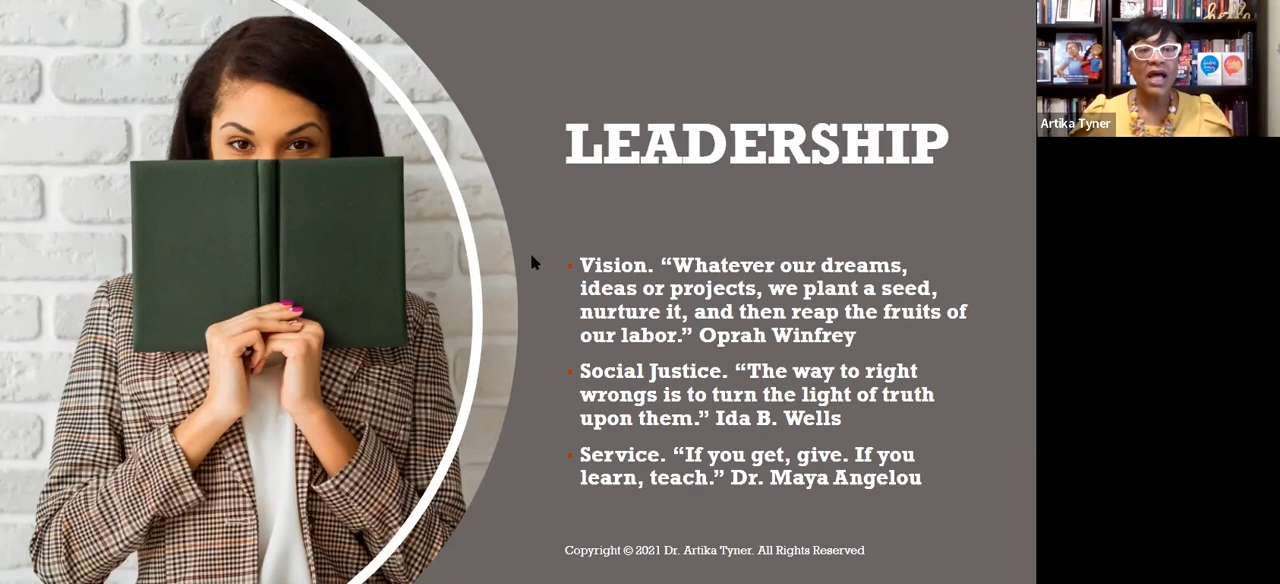 LEADERSHIP
▪ Vision. “Whatever our dreams,
ideas or projects, we plant a seed,
nurture it, and then reap the fruits of
our labor.” Oprah Winfrey
▪ Social Justice. “The way to right
wrongs is to turn the light of truth
upon them.” Ida B. Wells
▪ Service. “If you get, give. If you
learn, teach.” Dr. Maya Angelou
Copyright © 2021 Dr. Artika Tyner. All Rights Reserved
Artika Tyner